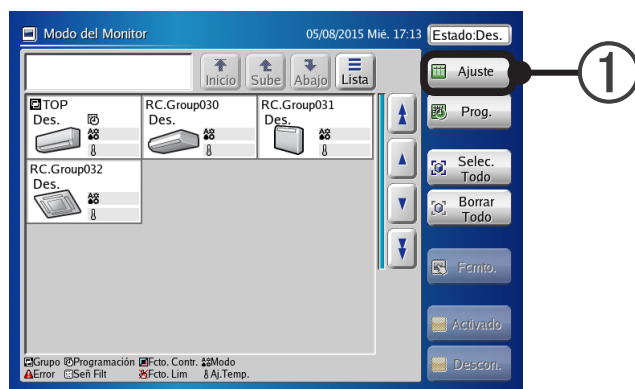 Modo del Monitor
05/08/2015 Mié. 17:13
Estado:Des.
Inicio
Sube
Abajo
Lista
Ajuste
1
Prog.
TOP
Des.
RC.Group030
Des.
RC.Group031
Des.
Selec.
Todo
RC.Group032
Des.
Borrar
Todo
Fcmto.
Activado
Descon.
Grupo Programación Fcto. Contr. Modo
Error Señ Filt Fcto. Lim Aj.Temp.